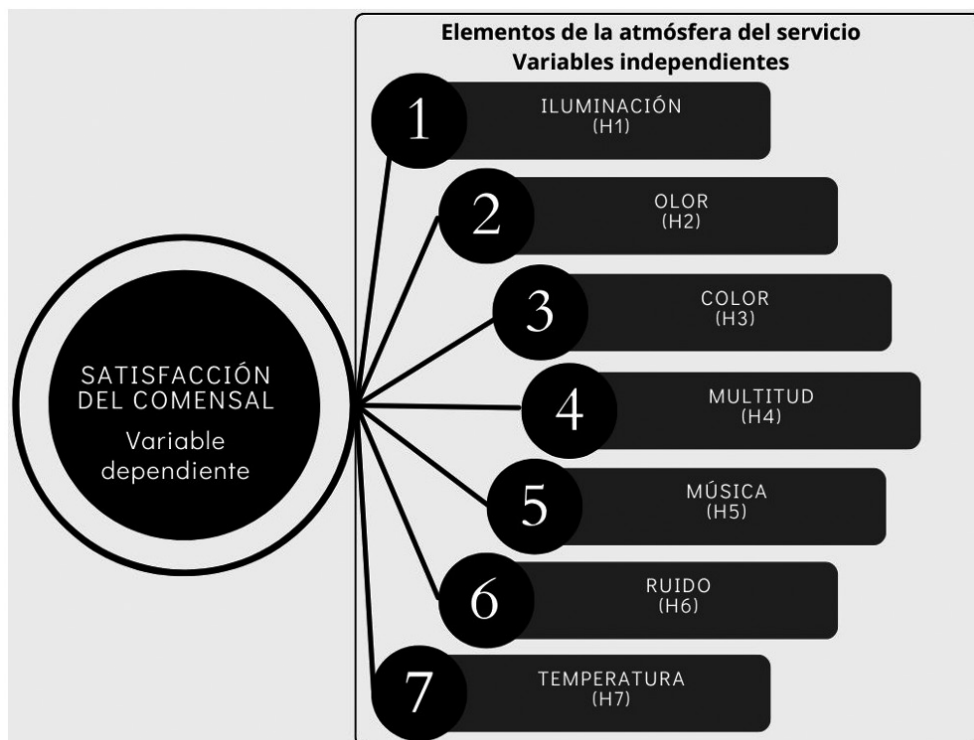 Elementos de la atmósfera del servicio
Variables independientes
1
ILUMINACIÓN
(H1)
2
OLOR
(H2)
3
COLOR
(H3)
SATISFACCIÓN
DEL COMENSAL
Variable
dependiente
4
MULTITUD
(H4)
5
MÚSICA
(H5)
6
RUIDO
(H6)
7
TEMPERATURA
(H7)